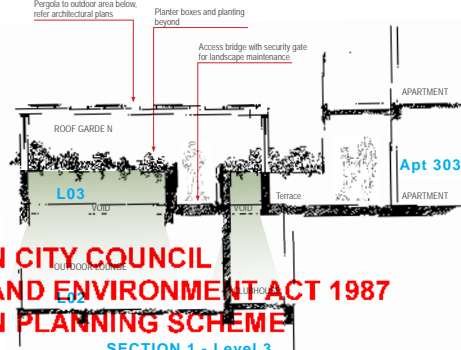 Pergola to outdoor area below,
refer architectural plans
Planter boxes and planting
beyond
Access bridge with security gate
for landscape maintenance
APARTMENT
ROOF GARDEN
Apt 303
L03
Terrace
APARTMENT
VOID
VOID
N CITY COUNCIL
OUTDOOR LOUNGE
AND ENVIRONMENT ACT 1987
L02
CLUBHOUSE
N PLANNING SCHEME
SECTION 1 - Level 3